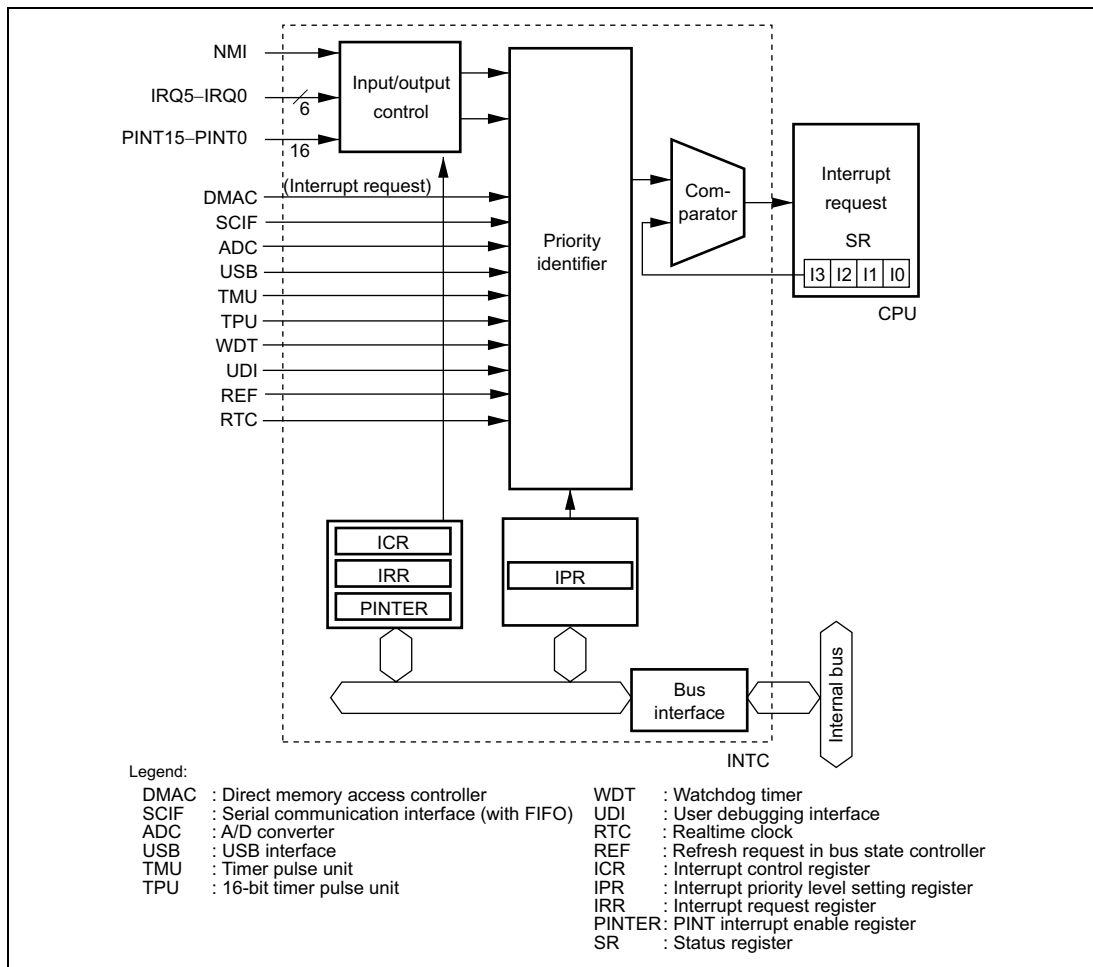 NMI
IRQ5–IRQ0
6
PINT15–PINT0
16
Input/output
control
(Interrupt request)
DMAC
SCIF
ADC
USB
TMU
TPU
WDT
UDI
REF
RTC
Priority
identifier
Com-
parator
Interrupt
request
SR
I3 I2 I1 I0
CPU
ICR
IRR
PINTER
IPR
Bus
interface
Internal bus
INTC
Legend:
DMAC : Direct memory access controller
SCIF : Serial communication interface (with FIFO)
ADC : A/D converter
USB : USB interface
TMU : Timer pulse unit
TPU : 16-bit timer pulse unit
WDT : Watchdog timer
UDI : User debugging interface
RTC : Realtime clock
REF : Refresh request in bus state controller
ICR : Interrupt control register
IPR : Interrupt priority level setting register
IRR : Interrupt request register
PINTER: PINT interrupt enable register
SR : Status register